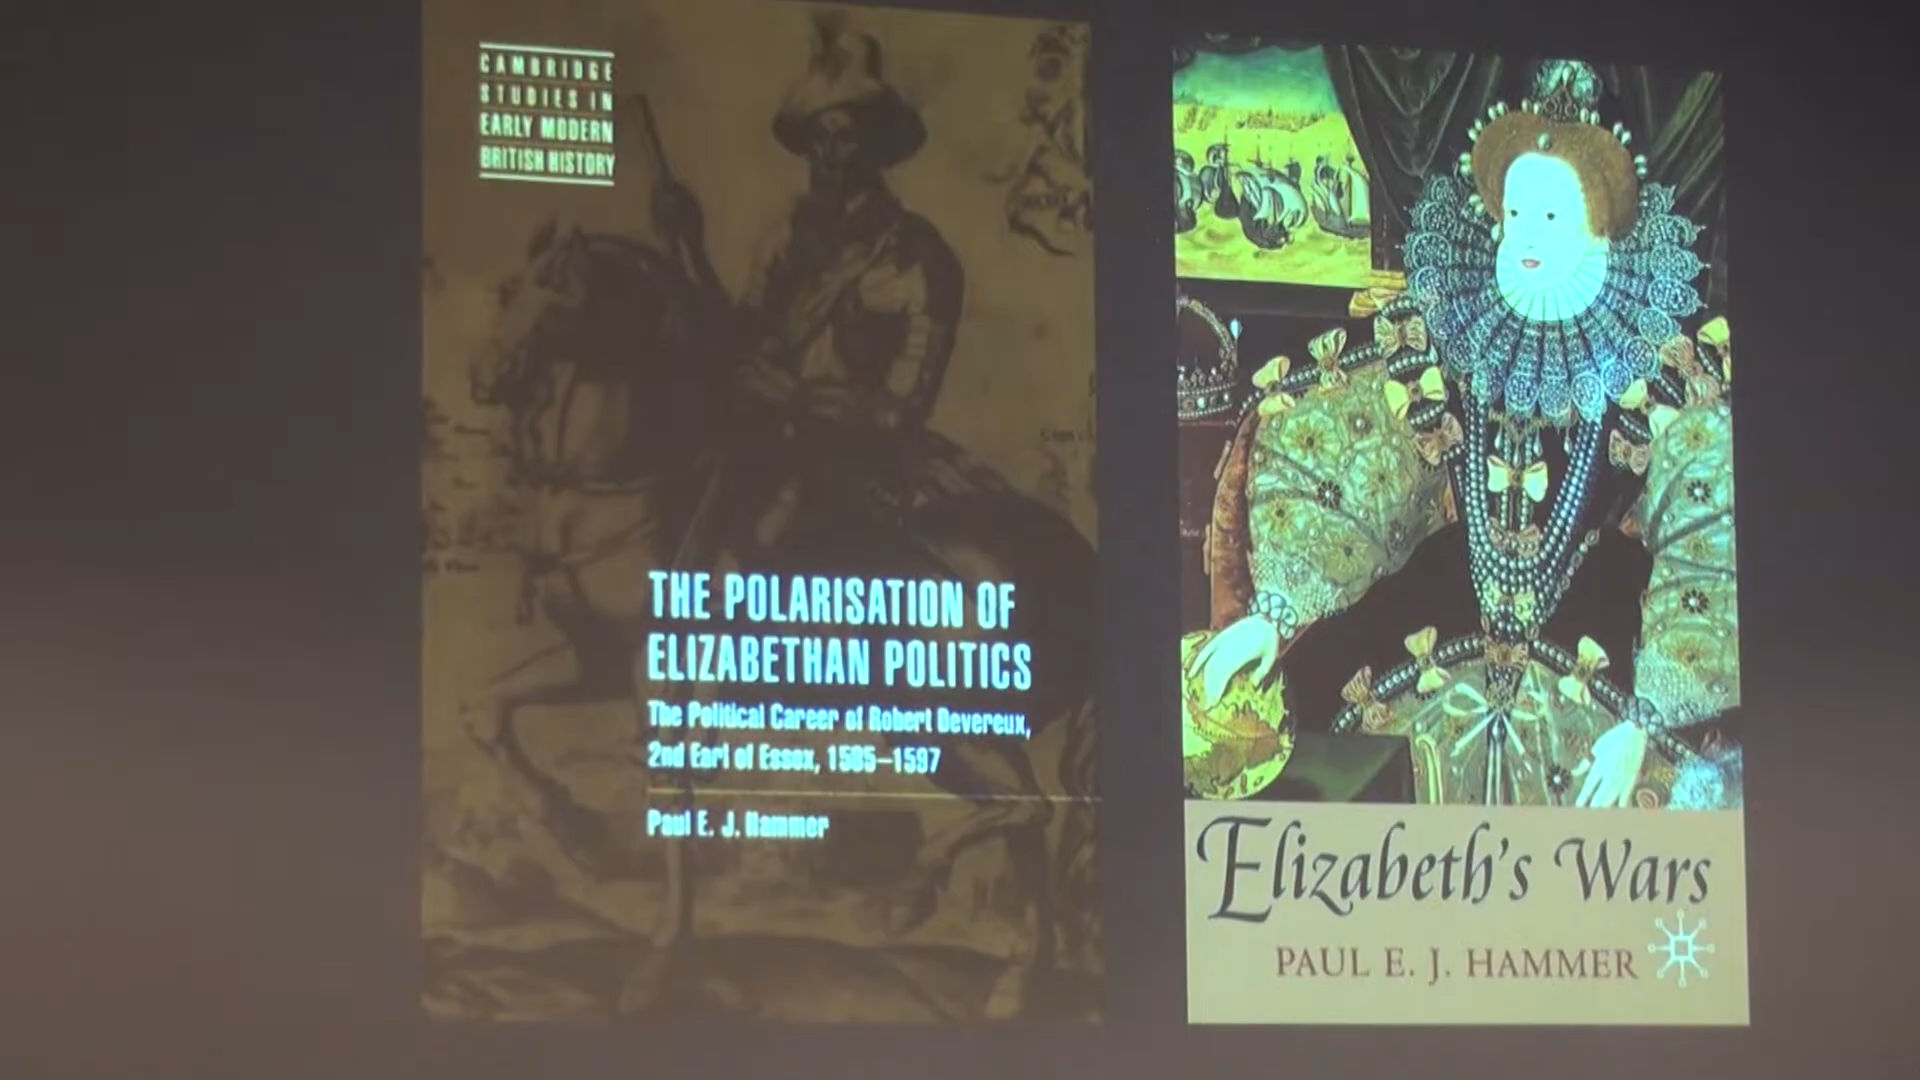 CAMBRIDGE
STUDIES IN
EARLY MODERN
BRITISH HISTORY
THE POLARISATION OF
ELIZABETHAN POLITICS
The Political Career of Robert Devereux,
2nd Earl of Essex, 1585–1597
Paul E. J. Hammer
Elizabeth's Wars
PAUL E. J. HAMMER